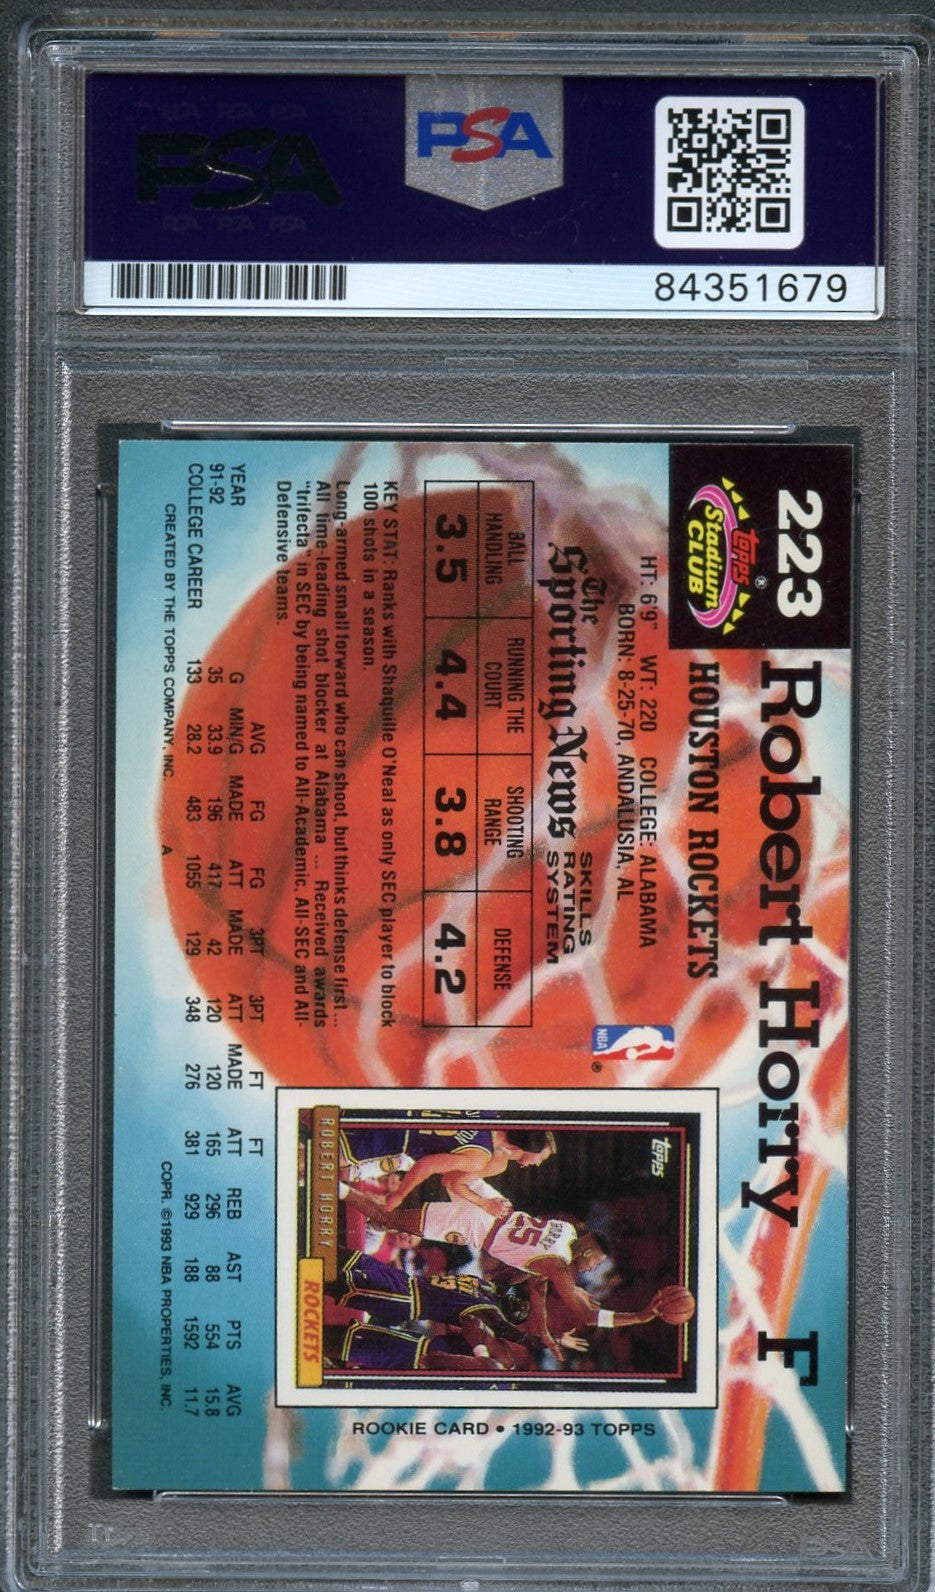 PSA
PSA PSA PSA
PSA
84351679
223 Robert Horry F
Topps®
Stadium
CLUB
HOUSTON ROCKETS
HT: 6'9" WT: 220 COLLEGE: ALABAMA
BORN: 8-25-70, ANDALUSIA, AL
NBA ®
The
Sporting News
SKILLS
RATING
SYSTEM
BALL HANDLING RUNNING THE COURT SHOOTING RANGE DEFENSE
3.5 4.4 3.8 4.2
KEY STAT: Ranks with Shaquille O'Neal as only SEC player to block
100 shots in a season.
Long-armed small forward who can shoot, but thinks defense first ...
All time-leading shot blocker at Alabama ... Received awards
"trifecta" in SEC by being named to All-Academic, All-SEC and All-
Defensive teams.
Topps
HORRY
25
ROBERT HORRY
ROCKETS
ROOKIE CARD • 1992-93 TOPPS
YEAR G AVG MIN/G FG MADE FG ATT 3PT MADE 3PT ATT FT MADE FT ATT REB AST PTS AVG
91-92 35 33.9 196 417 42 120 120 165 296 88 554 15.8
COLLEGE CAREER 133 28.2 483 1055 129 348 276 381 929 188 1592 11.7
CREATED BY THE TOPPS COMPANY, INC. A COPR. ©1993 NBA PROPERTIES, INC.
PSA